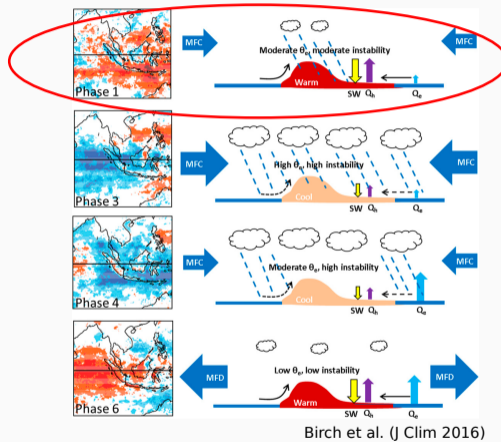 MFC
Moderate θe, moderate instability
MFC
Warm
SW Qh Qe
Phase 1
MFC
High θe, high instability
MFC
Cool
SW Qh Qe
Phase 3
MFC
Moderate θe, high instability
MFC
Cool
SW Qh Qe
Phase 4
MFD
Low θe, low instability
MFD
Warm
SW Qh Qe
Phase 6
Birch et al. (J Clim 2016)